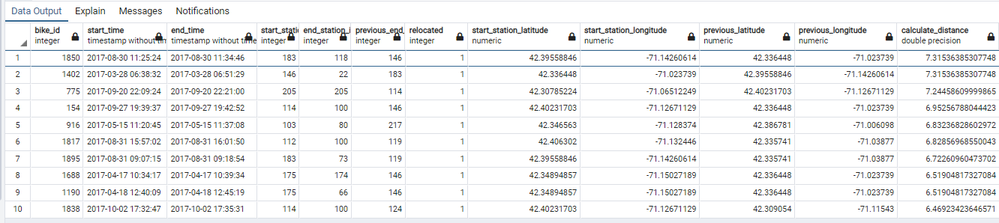 Data Output Explain Messages Notifications
bike_id start_time end_time start_stati end_station_i previous_end_ relocated start_station_latitude start_station_longitude previous_latitude previous_longitude calculate_distance
integer timestamp without tim timestamp without time integer integer integer integer numeric numeric numeric numeric double precision
1 1850 2017-08-30 11:25:24 2017-08-30 11:34:46 183 118 146 1 42.39558846 -71.14260614 42.336448 -71.023739 7.31536385307748
2 1402 2017-03-28 06:38:32 2017-03-28 06:51:29 146 22 183 1 42.336448 -71.023739 42.39558846 -71.14260614 7.31536385307748
3 775 2017-09-20 22:09:24 2017-09-20 22:21:00 205 205 114 1 42.30785224 -71.06512249 42.40231703 -71.12671129 7.24458609999865
4 154 2017-09-27 19:39:37 2017-09-27 19:42:52 114 100 146 1 42.40231703 -71.12671129 42.336448 -71.023739 6.95256788044423
5 916 2017-05-15 11:20:45 2017-05-15 11:37:08 103 80 217 1 42.346563 -71.128374 42.386781 -71.006098 6.83236828602972
6 1817 2017-08-31 15:57:02 2017-08-31 16:01:50 112 100 119 1 42.406302 -71.132446 42.335741 -71.03877 6.82856968550043
7 1895 2017-08-31 09:07:15 2017-08-31 09:18:54 183 73 119 1 42.39558846 -71.14260614 42.335741 -71.03877 6.72260960473702
8 1688 2017-04-17 10:34:17 2017-04-17 10:39:34 175 174 146 1 42.34894857 -71.15027189 42.336448 -71.023739 6.51904817327084
9 1190 2017-04-18 12:40:09 2017-04-18 12:45:19 175 66 146 1 42.34894857 -71.15027189 42.336448 -71.023739 6.51904817327084
10 1838 2017-10-02 17:32:47 2017-10-02 17:35:31 114 100 124 1 42.40231703 -71.12671129 42.309054 -71.11543 6.46923423646571